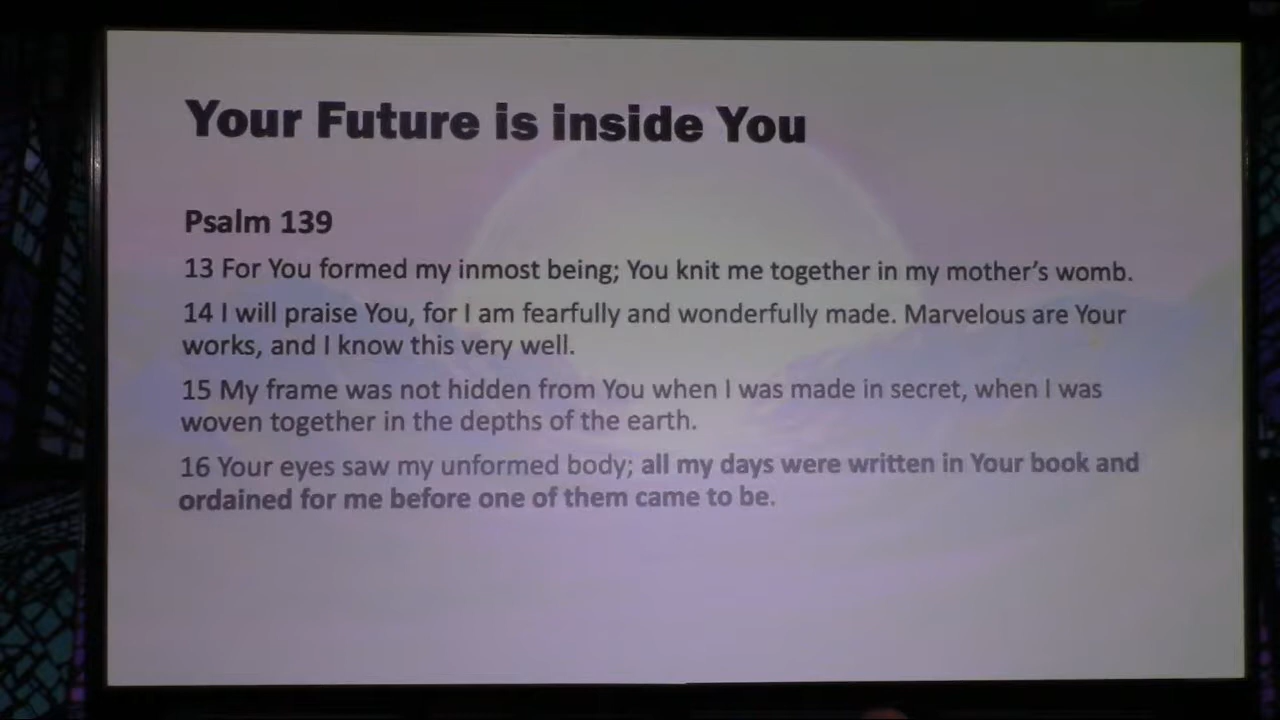 Your Future is inside You
Psalm 139
13 For You formed my inmost being; You knit me together in my mother's womb.
14 I will praise You, for I am fearfully and wonderfully made. Marvelous are Your
works, and I know this very well.
15 My frame was not hidden from You when I was made in secret, when I was
woven together in the depths of the earth.
16 Your eyes saw my unformed body; all my days were written in Your book and
ordained for me before one of them came to be.